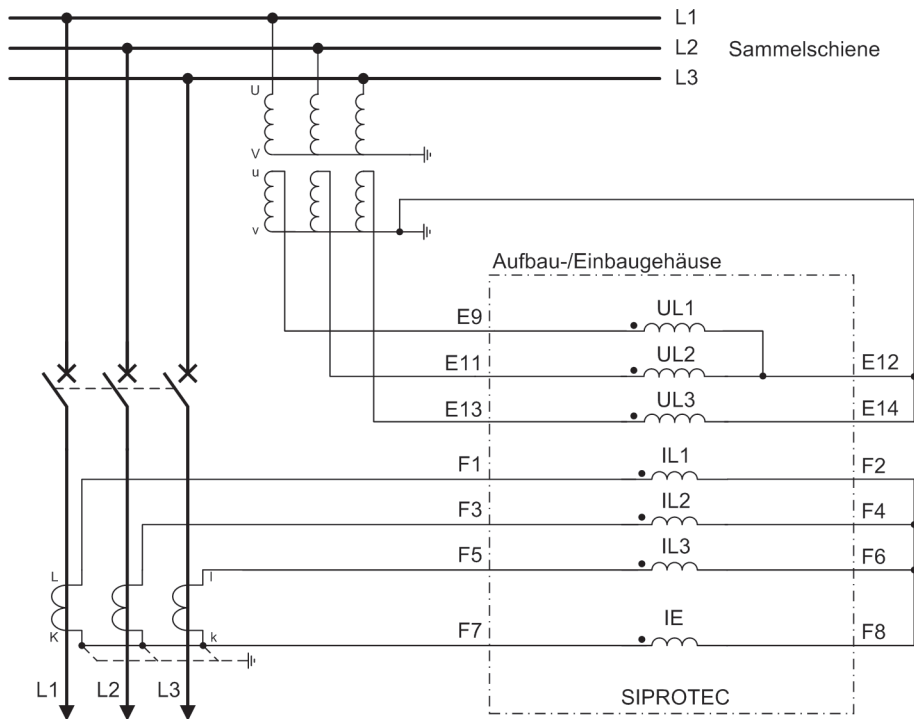 L1
L2 Sammelschiene
L3
U
V
u
v
Aufbau-/Einbaugehäuse
E9 UL1
E11 UL2 E12
E13 UL3 E14
F1 IL1 F2
F3 IL2 F4
F5 IL3 F6
L l
K k
F7 IE F8
L1 L2 L3
SIPROTEC